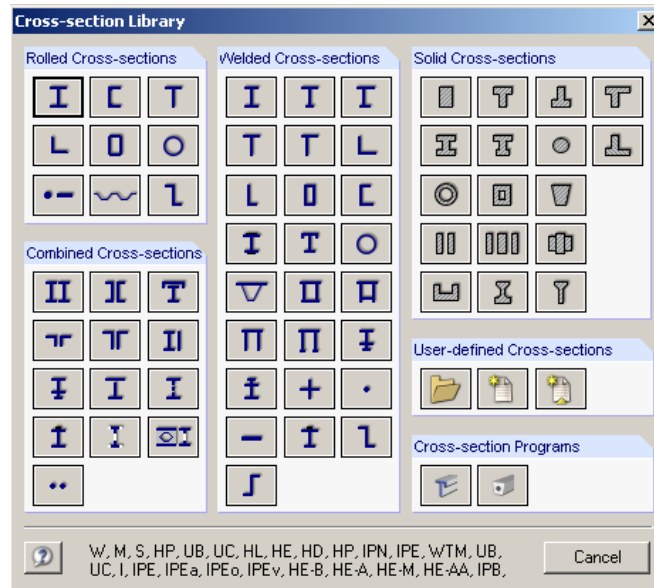 Cross-section Library
Rolled Cross-sections
Welded Cross-sections
Solid Cross-sections
Combined Cross-sections
User-defined Cross-sections
Cross-section Programs
W, M, S, HP, UB, UC, HL, HE, HD, HP, IPN, IPE, WTM, UB,
UC, I, IPE, IPEa, IPEo, IPEv, HE-B, HE-A, HE-M, HE-AA, IPB,
Cancel